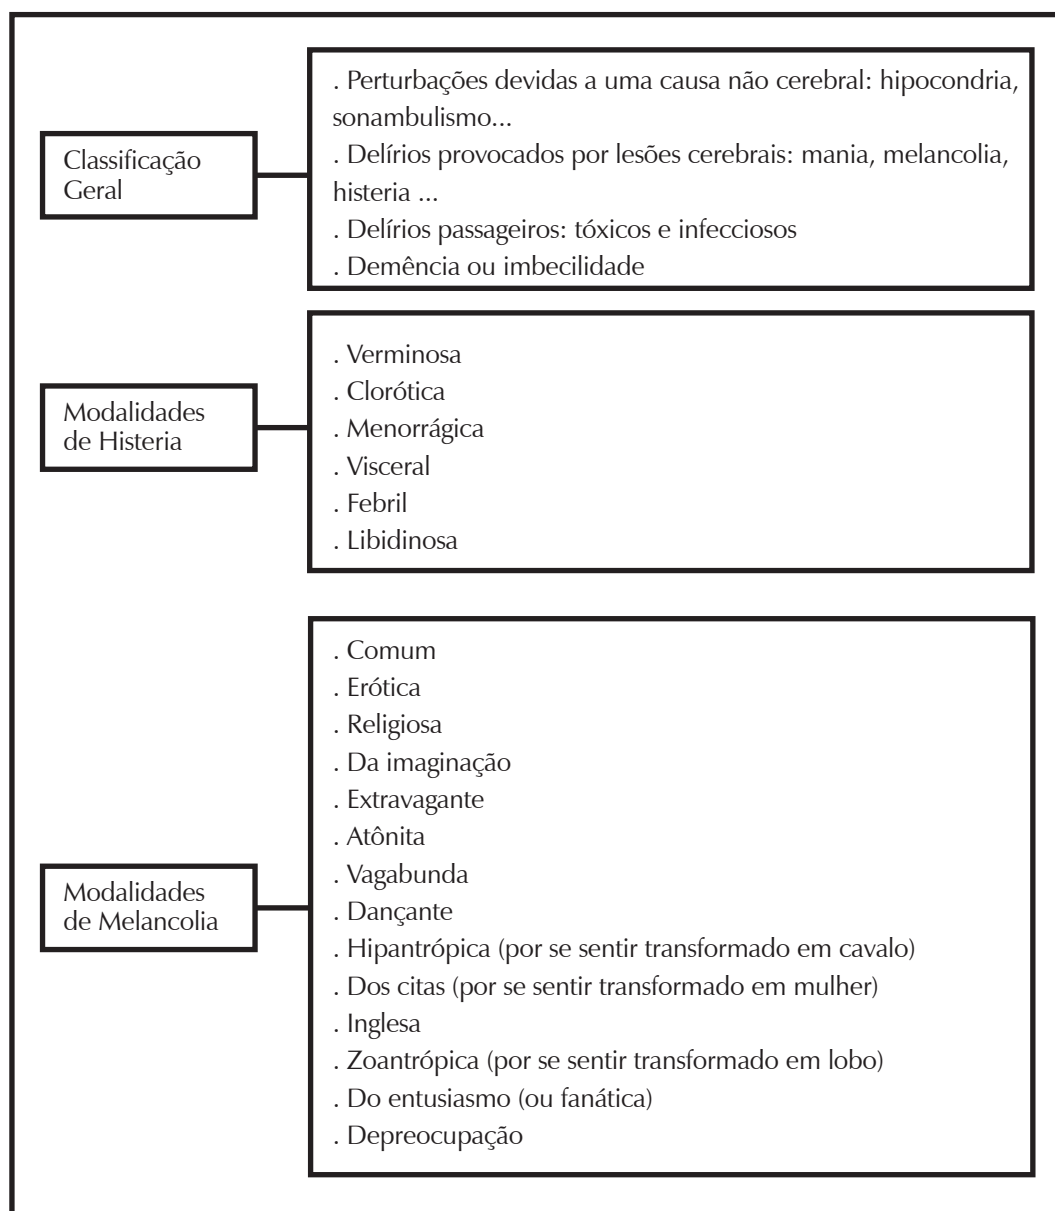 Classificação
Geral
. Perturbações devidas a uma causa não cerebral: hipocondria,
sonambulismo...
. Delírios provocados por lesões cerebrais: mania, melancolia,
histeria ...
. Delírios passageiros: tóxicos e infecciosos
. Demência ou imbecilidade
Modalidades
de Histeria
. Verminosa
. Clorótica
. Menorrágica
. Visceral
. Febril
. Libidinosa
Modalidades
de Melancolia
. Comum
. Erótica
. Religiosa
. Da imaginação
. Extravagante
. Atônita
. Vagabunda
. Dançante
. Hipantrópica (por se sentir transformado em cavalo)
. Dos citas (por se sentir transformado em mulher)
. Inglesa
. Zoantrópica (por se sentir transformado em lobo)
. Do entusiasmo (ou fanática)
. Depreocupação